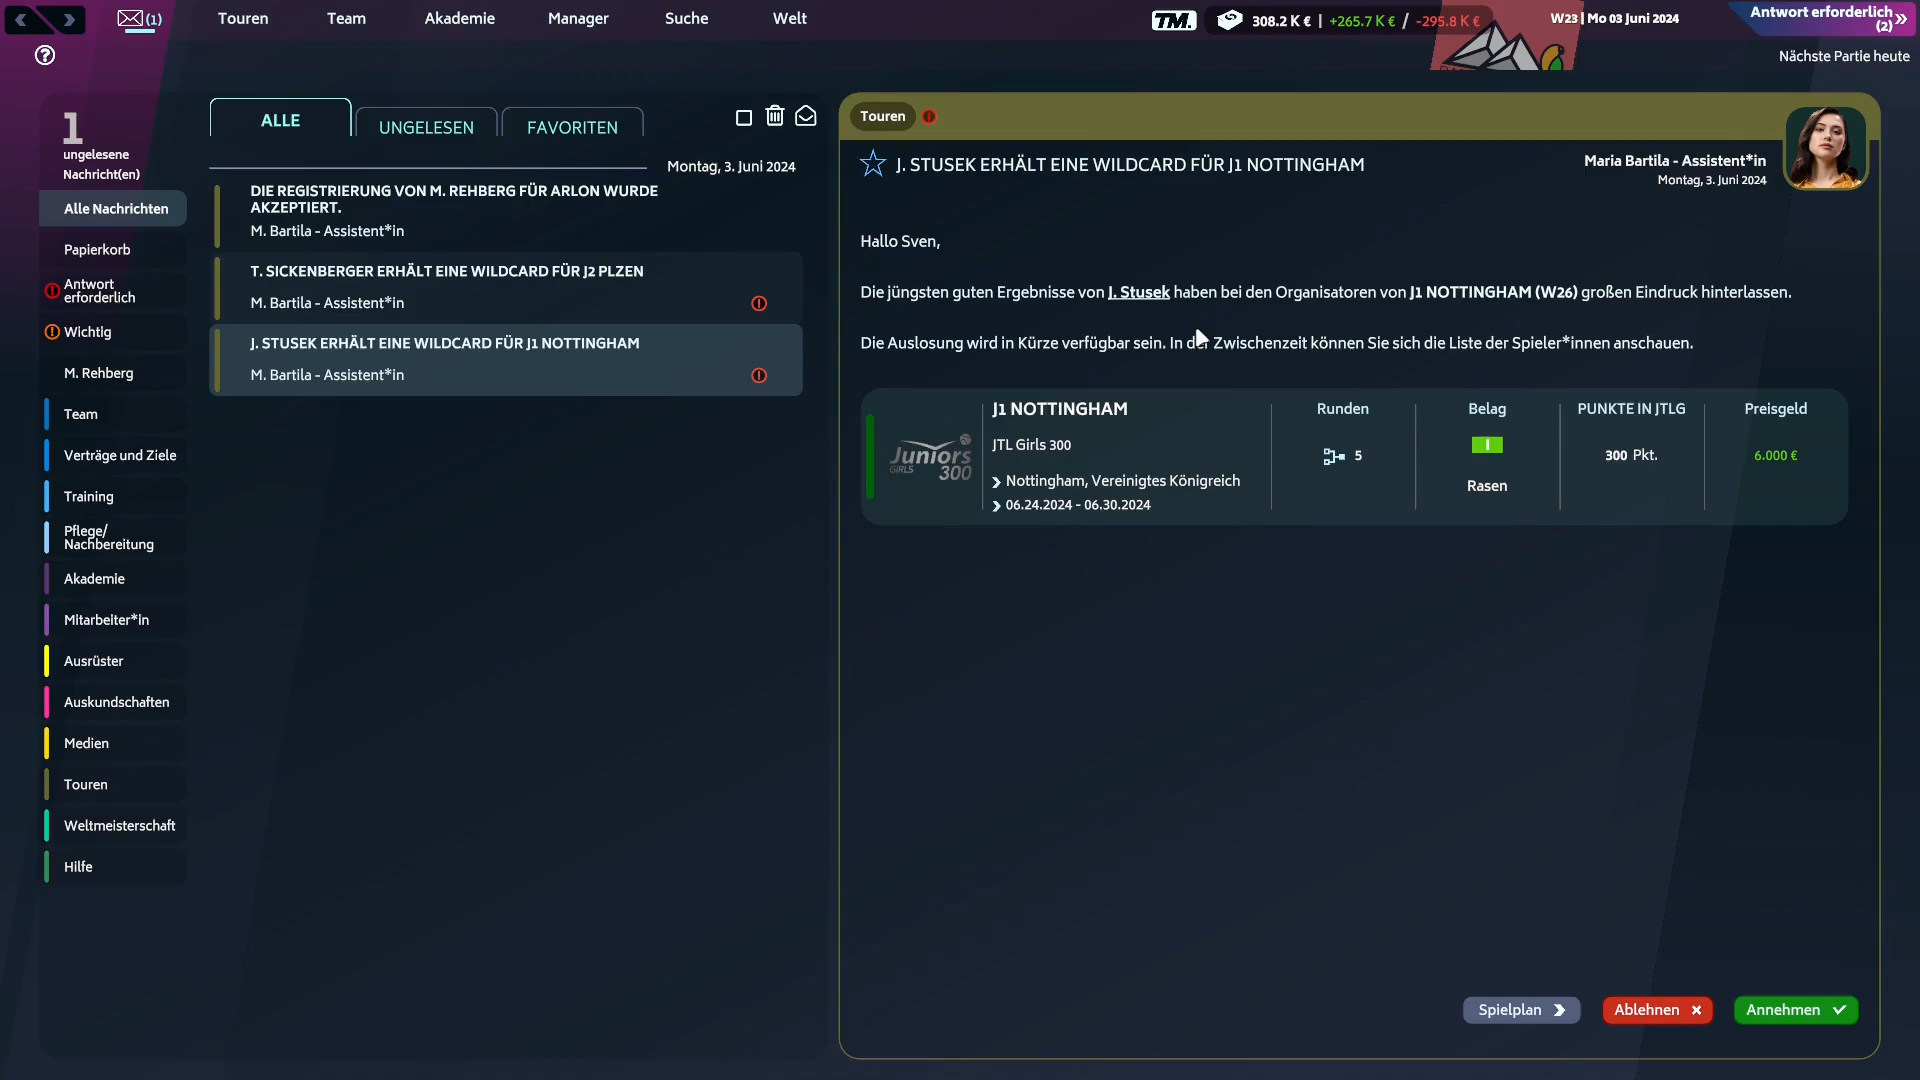 (1)
Touren
Team
Akademie
Manager
Suche
Welt
TM.
308.2 K € | +265.7 K € / -295.8 K €
W23 | Mo 03 Juni 2024
Antwort erforderlich
(2)
Nächste Partie heute
1
ungelesene
Nachricht(en)
Alle Nachrichten
Papierkorb
Antwort
erforderlich
Wichtig
M. Rehberg
Team
Verträge und Ziele
Training
Pflege/
Nachbereitung
Akademie
Mitarbeiter*in
Ausrüster
Auskundschaften
Medien
Touren
Weltmeisterschaft
Hilfe
ALLE
UNGELESEN
FAVORITEN
Montag, 3. Juni 2024
DIE REGISTRIERUNG VON M. REHBERG FÜR ARLON WURDE
AKZEPTIERT.
M. Bartila - Assistent*in
T. SICKENBERGER ERHÄLT EINE WILDCARD FÜR J2 PLZEN
M. Bartila - Assistent*in
J. STUSEK ERHÄLT EINE WILDCARD FÜR J1 NOTTINGHAM
M. Bartila - Assistent*in
Touren
J. STUSEK ERHÄLT EINE WILDCARD FÜR J1 NOTTINGHAM
Maria Bartila - Assistent*in
Montag, 3. Juni 2024
Hallo Sven,
Die jüngsten guten Ergebnisse von J. Stusek haben bei den Organisatoren von J1 NOTTINGHAM (W26) großen Eindruck hinterlassen.
Die Auslosung wird in Kürze verfügbar sein. In der Zwischenzeit können Sie sich die Liste der Spieler*innen anschauen.
Juniors
GIRLS 300
J1 NOTTINGHAM
JTL Girls 300
Nottingham, Vereinigtes Königreich
06.24.2024 - 06.30.2024
Runden
5
Belag
I
Rasen
PUNKTE IN JTLG
300 Pkt.
Preisgeld
6.000 €
Spielplan
Ablehnen
Annehmen